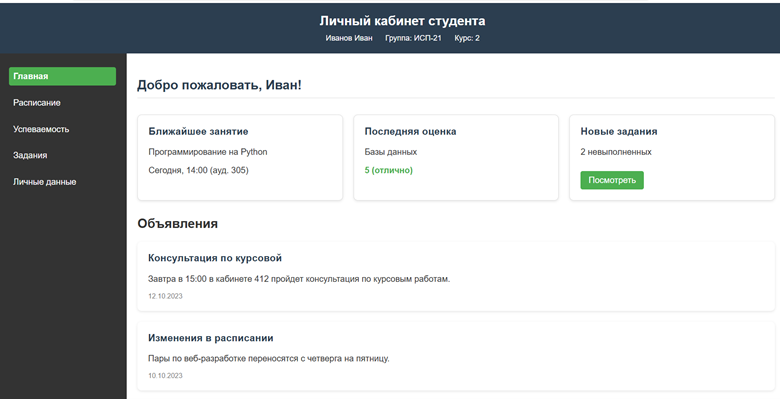 Личный кабинет студента
Иванов Иван Группа: ИСП-21 Курс: 2
Главная
Расписание
Успеваемость
Задания
Личные данные
Добро пожаловать, Иван!
Ближайшее занятие
Программирование на Python
Сегодня, 14:00 (ауд. 305)
Последняя оценка
Базы данных
5 (отлично)
Новые задания
2 невыполненных
Посмотреть
Объявления
Консультация по курсовой
Завтра в 15:00 в кабинете 412 пройдет консультация по курсовым работам.
12.10.2023
Изменения в расписании
Пары по веб-разработке переносятся с четверга на пятницу.
10.10.2023